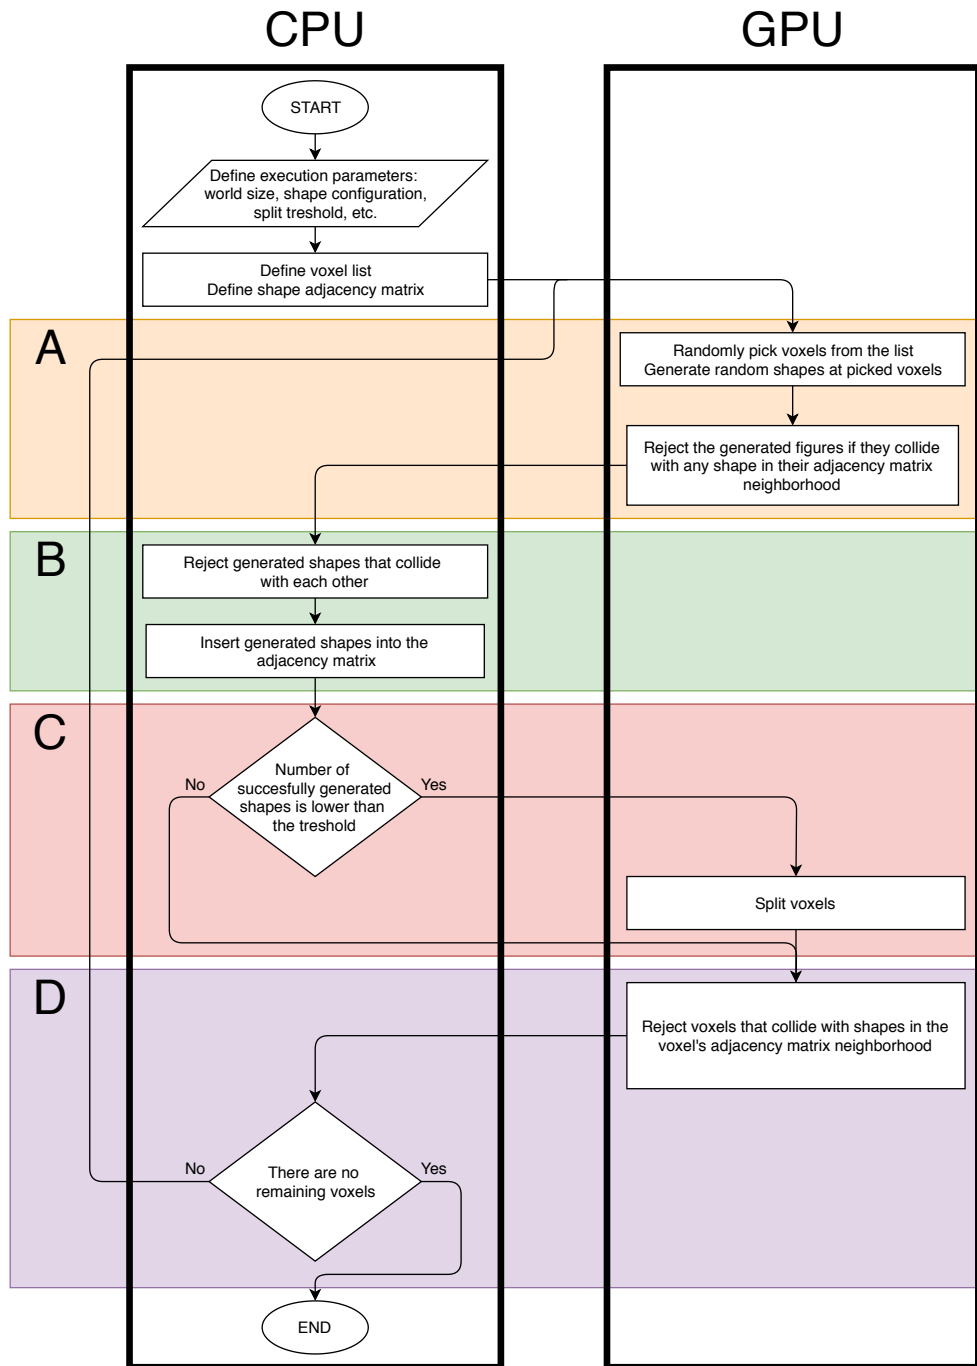 CPU
GPU
START
Define execution parameters:
world size, shape configuration,
split treshold, etc.
Define voxel list
Define shape adjacency matrix
A
Randomly pick voxels from the list
Generate random shapes at picked voxels
Reject the generated figures if they collide
with any shape in their adjacency matrix
neighborhood
B
Reject generated shapes that collide
with each other
Insert generated shapes into the
adjacency matrix
C
No
Number of
succesfully generated
shapes is lower than
the treshold
Yes
Split voxels
D
Reject voxels that collide with shapes in the
voxel's adjacency matrix neighborhood
No
There are no
remaining voxels
Yes
END